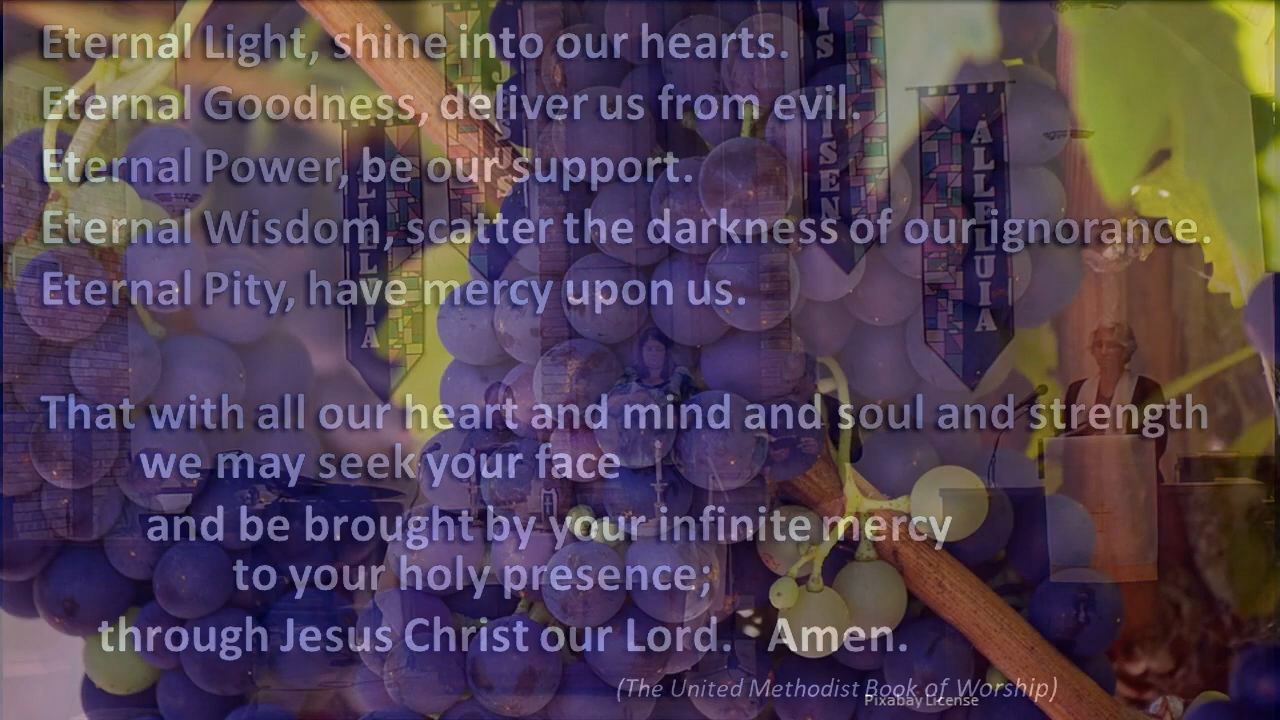 Eternal Light, shine into our hearts.
Eternal Goodness, deliver us from evil.
Eternal Power, be our support.
Eternal Wisdom, scatter the darkness of our ignorance.
Eternal Pity, have mercy upon us.
That with all our heart and mind and soul and strength
we may seek your face
and be brought by your infinite mercy
to your holy presence;
through Jesus Christ our Lord.   Amen.
(The United Methodist Book of Worship)
Pixabay License
IS
RISEN
ALLELUIA
ALLELUIA